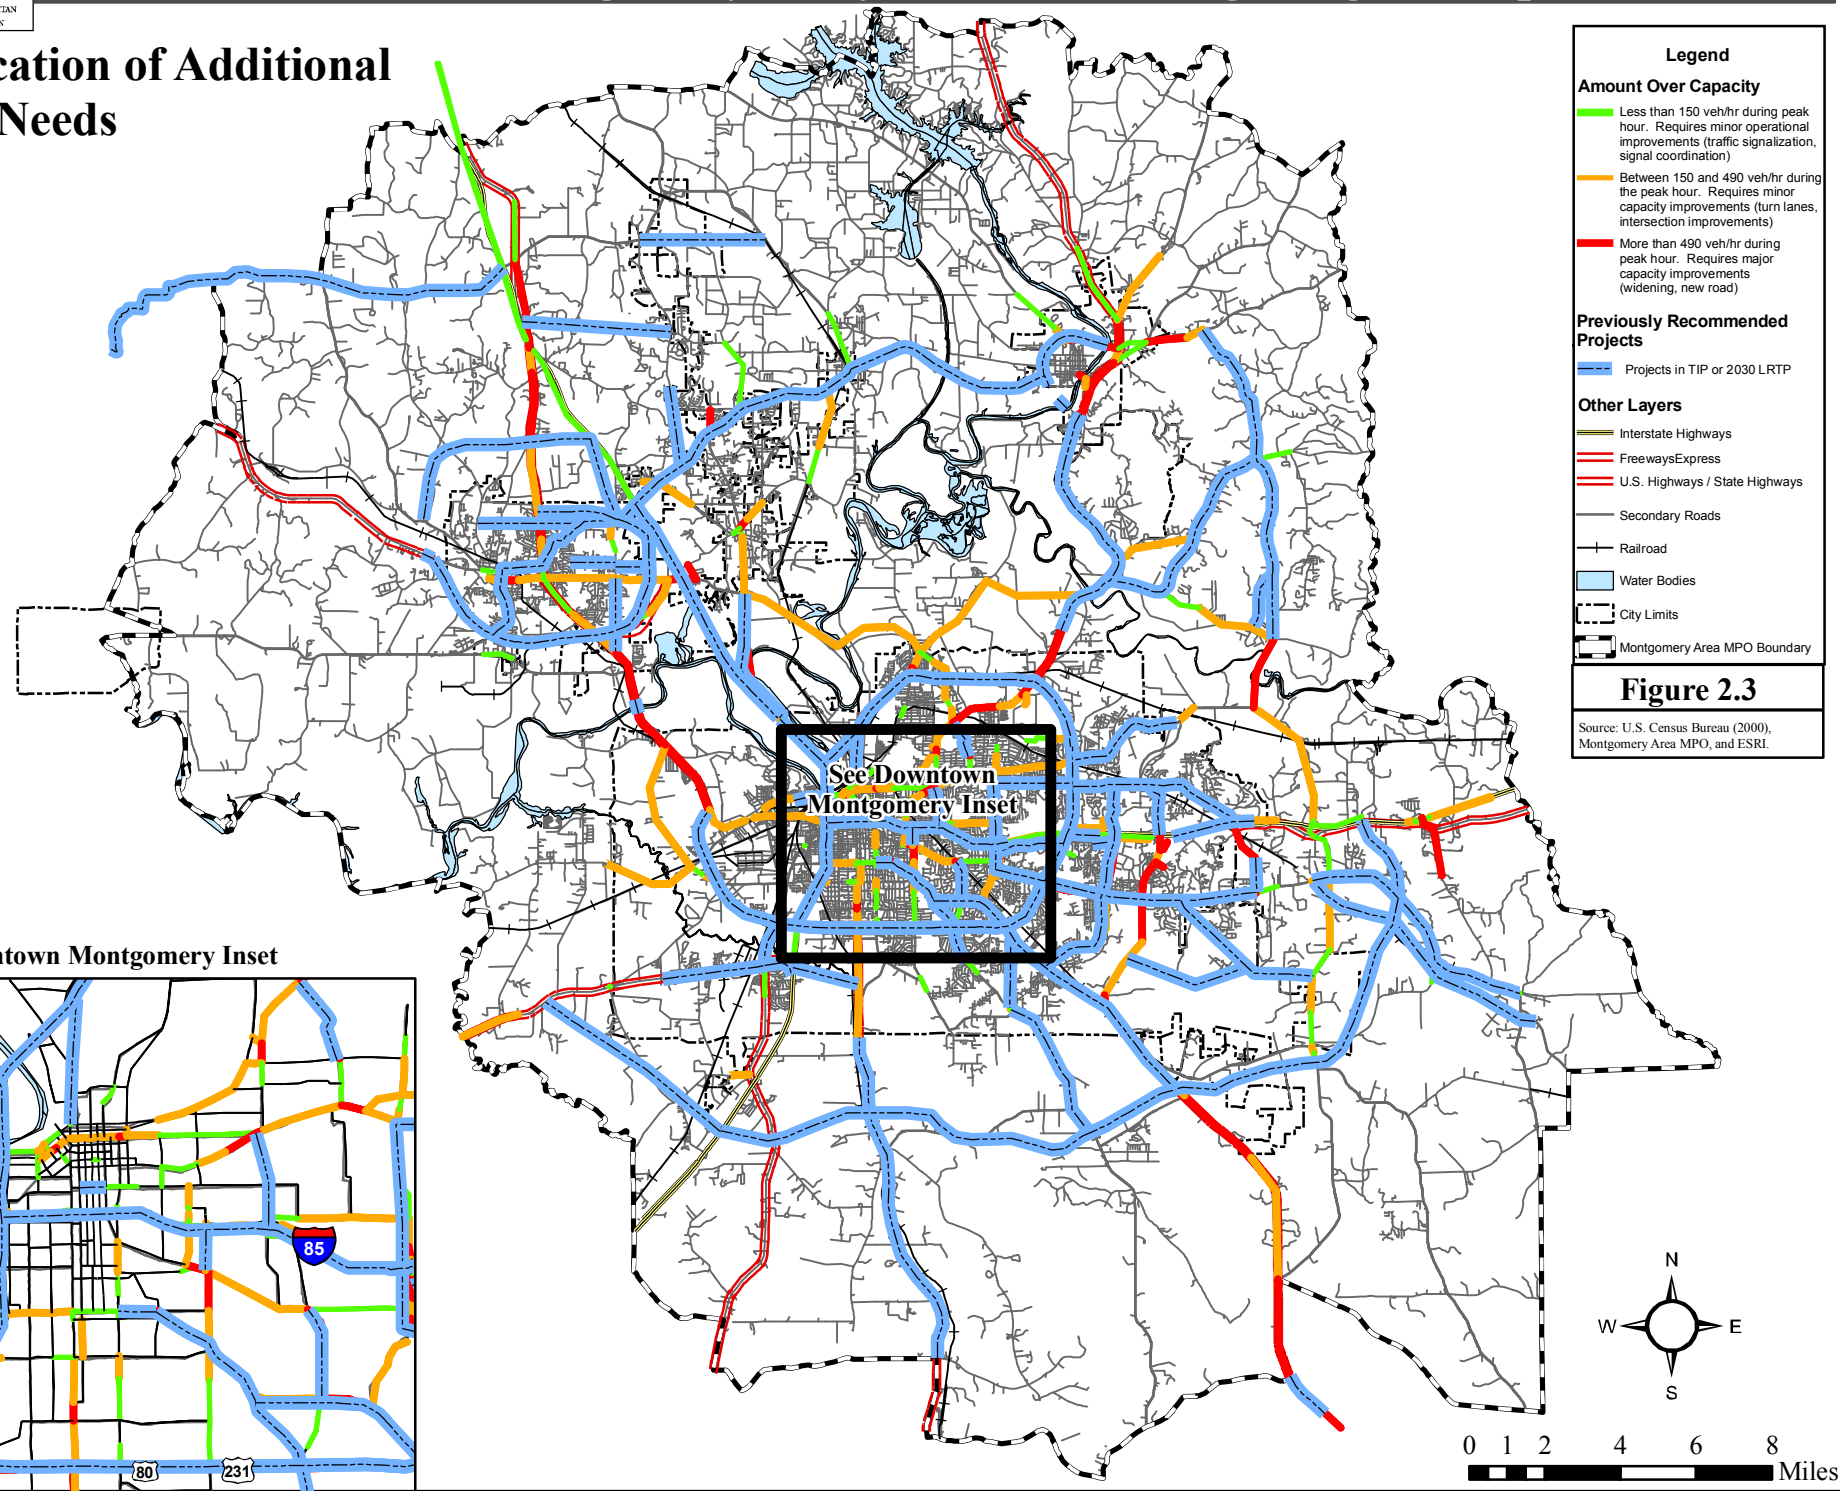 cation of Additional
Needs
Legend
Amount Over Capacity
Less than 150 veh/hr during peak
hour. Requires minor operational
improvements (traffic signalization,
signal coordination)
Between 150 and 490 veh/hr during
the peak hour. Requires minor
capacity improvements (turn lanes,
intersection improvements)
More than 490 veh/hr during
peak hour. Requires major
capacity improvements
(widening, new road)
Previously Recommended
Projects
Projects in TIP or 2030 LRTP
Other Layers
Interstate Highways
FreewaysExpress
U.S. Highways / State Highways
Secondary Roads
Railroad
Water Bodies
City Limits
Montgomery Area MPO Boundary
Figure 2.3
Source: U.S. Census Bureau (2000),
Montgomery Area MPO, and ESRI.
See Downtown
Montgomery Inset
ntown Montgomery Inset
85
80
231
N
W E
S
0 1 2 4 6 8
Miles